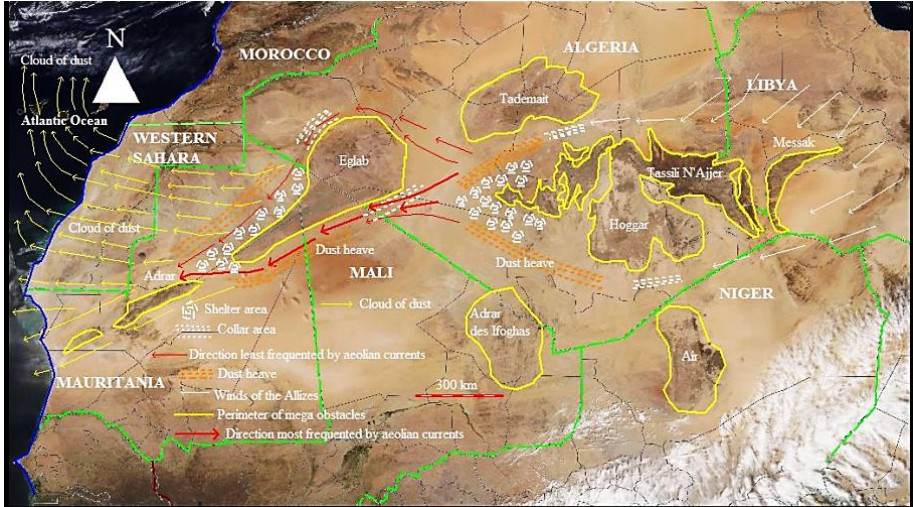 N
MOROCCO
ALGERIA
Cloud of dust
LIBYA
Tademait
Atlantic Ocean
WESTERN
SAHARA
Messak
Eglab
Tassili N'Ajjer
Hoggar
Cloud of dust
Dust heave
Dust heave
Adrar
MALI
NIGER
Cloud of dust
Shelter area
Adrar
des Ifoghas
Collar area
Air
Direction least frequented by aeolian currents
Dust heave
MAURITANIA
300 km
Winds of the Allizes
Perimeter of mega obstacles
Direction most frequented by aeolian currents